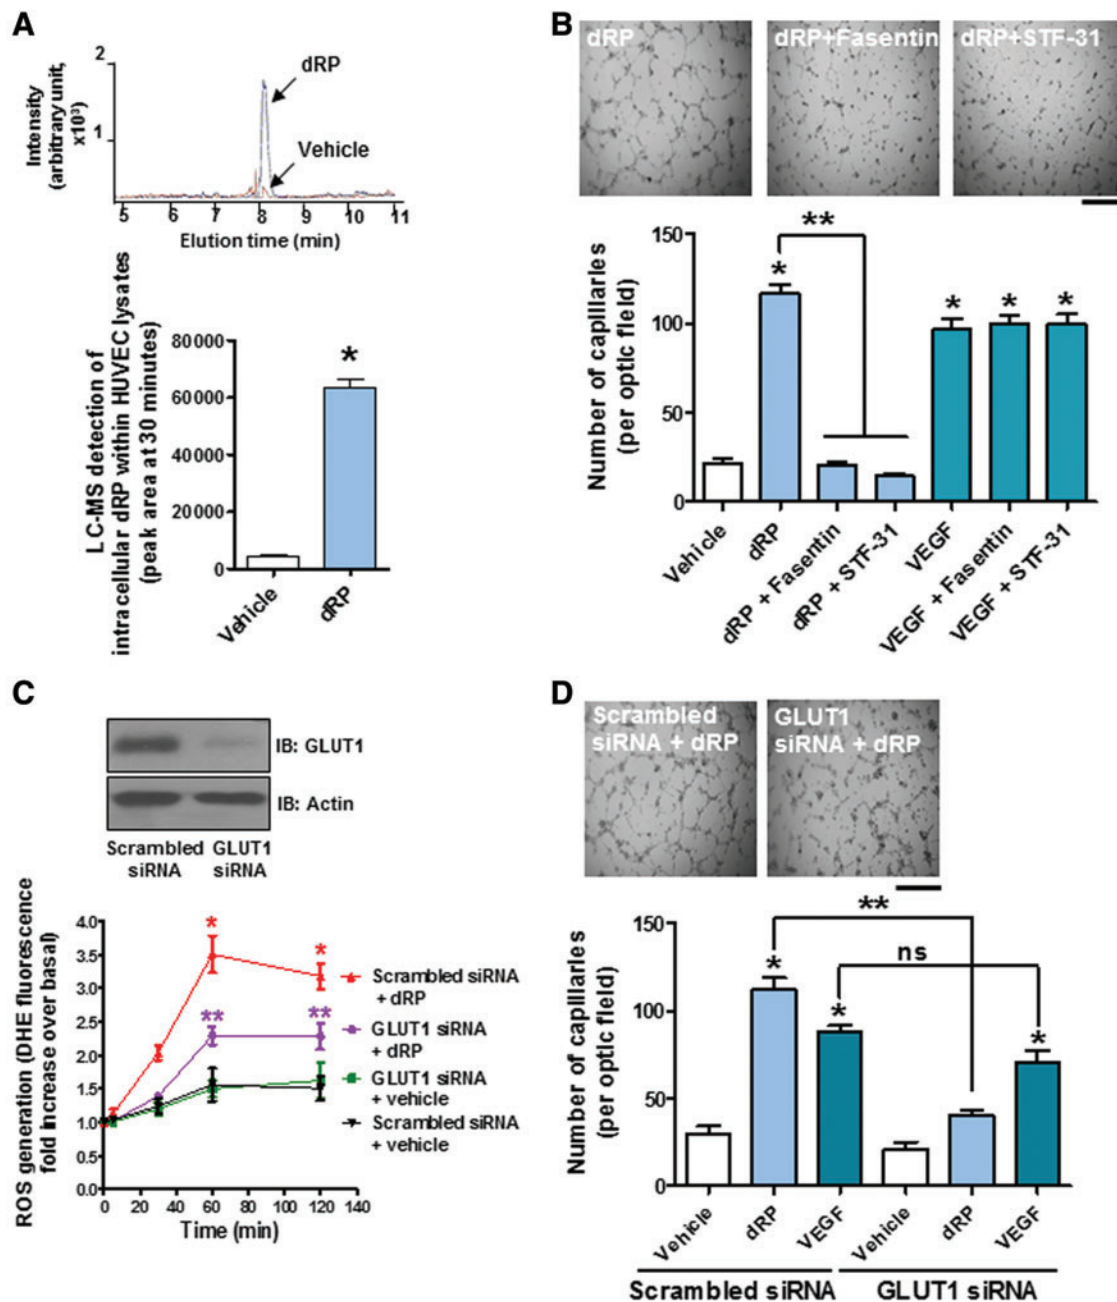 A
2
1
Intensity
(arbitrary unit,
x10³)
dRP
Vehicle
5 6 7 8 9 10 11
Elution time (min)
LC-MS detection of
intracellular dRP within HUVEC lysates
(peak area at 30 minutes)
80000
60000
40000
20000
0
*
Vehicle
dRP
B
dRP
dRP+Fasentin
dRP+STF-31
Number of capillaries
(per optic field)
150
100
50
0
**
*
*
*
*
Vehicle
dRP
dRP + Fasentin
dRP + STF-31
VEGF
VEGF + Fasentin
VEGF + STF-31
C
IB: GLUT1
IB: Actin
Scrambled GLUT1
siRNA siRNA
ROS generation (DHE fluorescence
fold increase over basal)
4.0
3.5
3.0
2.5
2.0
1.5
1.0
0.5
0.0
*
*
**
**
0 20 40 60 80 100 120 140
Time (min)
Scrambled siRNA
+ dRP
GLUT1 siRNA
+ dRP
GLUT1 siRNA
+ vehicle
Scrambled siRNA
+ vehicle
D
Scrambled
siRNA + dRP
GLUT1
siRNA + dRP
Number of capillaries
(per optic field)
150
100
50
0
**
ns
*
*
*
Vehicle
dRP
VEGF
Vehicle
dRP
VEGF
Scrambled siRNA
GLUT1 siRNA